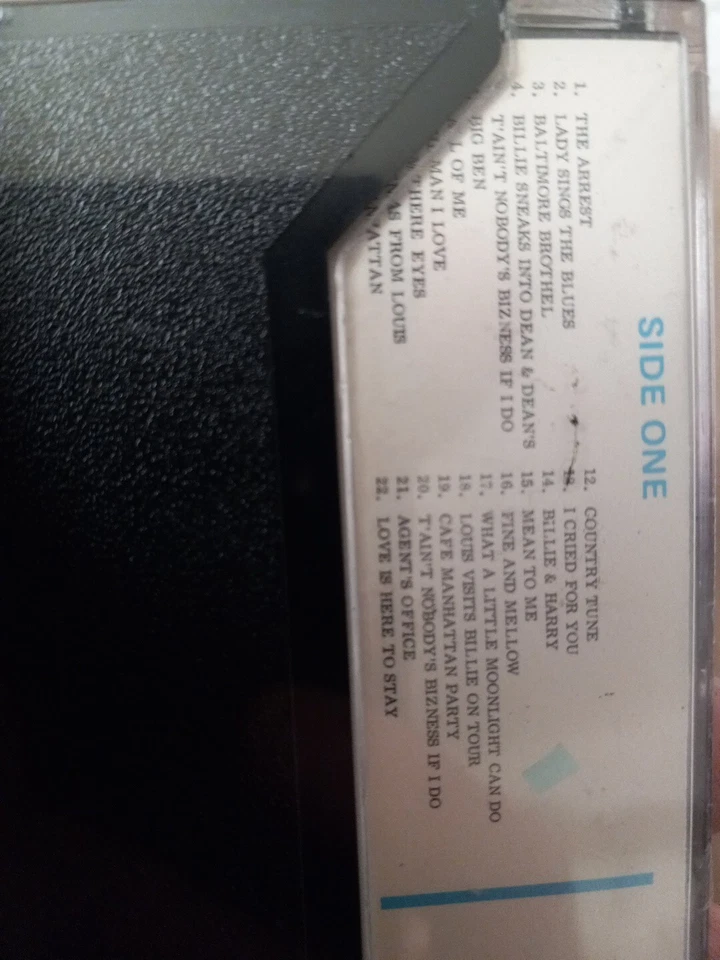 SIDE ONE
1. THE ARREST
2. LADY SINGS THE BLUES
3. BALTIMORE BROTHEL
4. BILLIE SNEAKS INTO DEAN & DEAN'S
T'AIN'T NOBODY'S BIZNESS IF I DO
BIG BEN
OF ME
MAN I LOVE
THERE EYES
AS FROM LOUIS
ATTAN
12. COUNTRY TUNE
13. I CRIED FOR YOU
14. BILLIE & HARRY
15. MEAN TO ME
16. FINE AND MELLOW
17. WHAT A LITTLE MOONLIGHT CAN DO
18. LOUIS VISITS BILLIE ON TOUR
19. CAFE MANHATTAN PARTY
20. T'AIN'T NOBODY'S BIZNESS IF I DO
21. AGENT'S OFFICE
22. LOVE IS HERE TO STAY